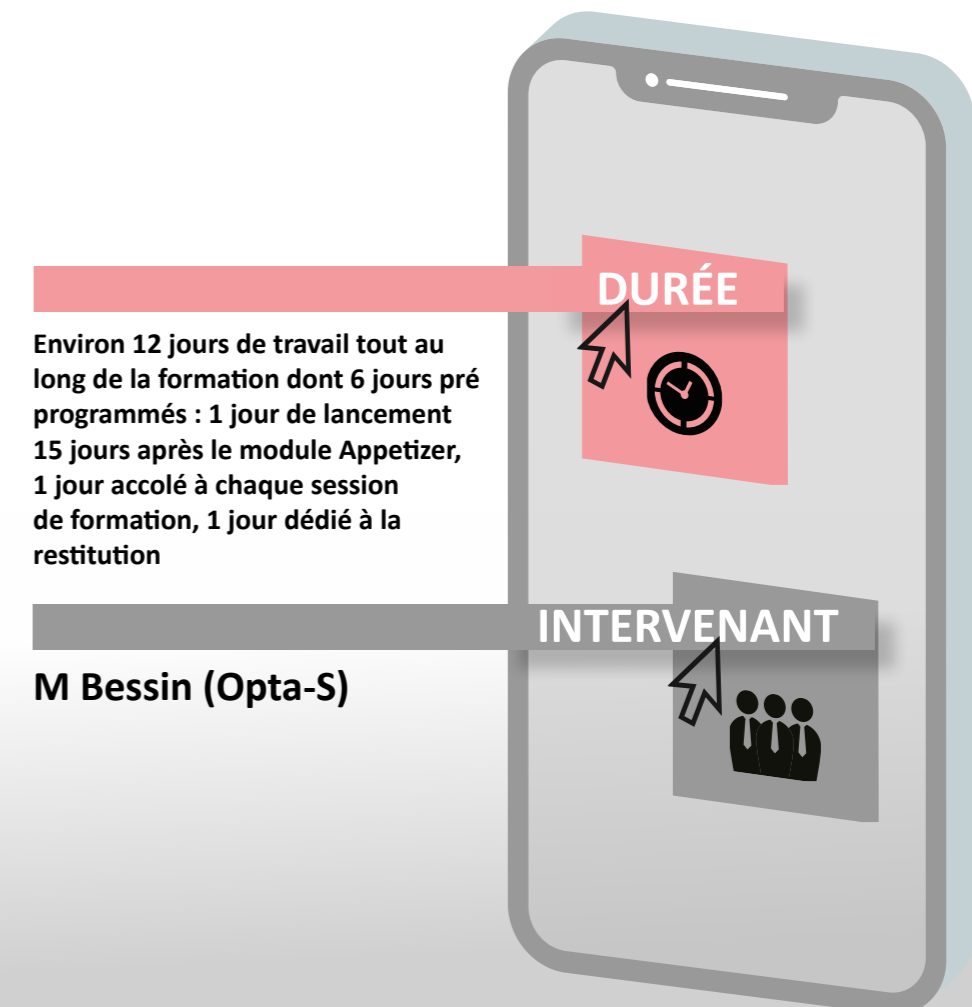 DURÉE
Environ 12 jours de travail tout au
long de la formation dont 6 jours pré
programmés : 1 jour de lancement
15 jours après le module Appetizer,
1 jour accolé à chaque session
de formation, 1 jour dédié à la
restitution
INTERVENANT
M Bessin (Opta-S)